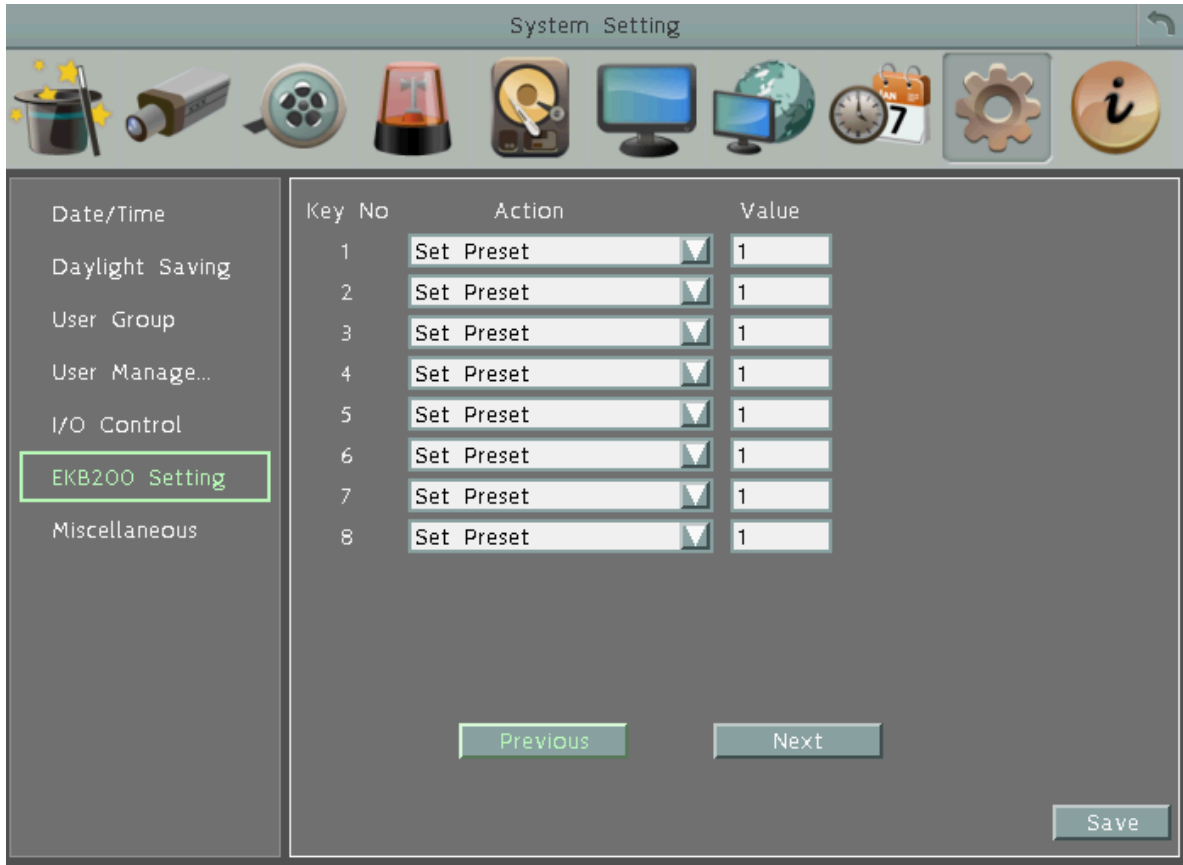 System Setting
JAN
7
i
Date/Time
Daylight Saving
User Group
User Manage...
I/O Control
EKB200 Setting
Miscellaneous
Key No Action Value
1 Set Preset 1
2 Set Preset 1
3 Set Preset 1
4 Set Preset 1
5 Set Preset 1
6 Set Preset 1
7 Set Preset 1
8 Set Preset 1
Previous Next
Save